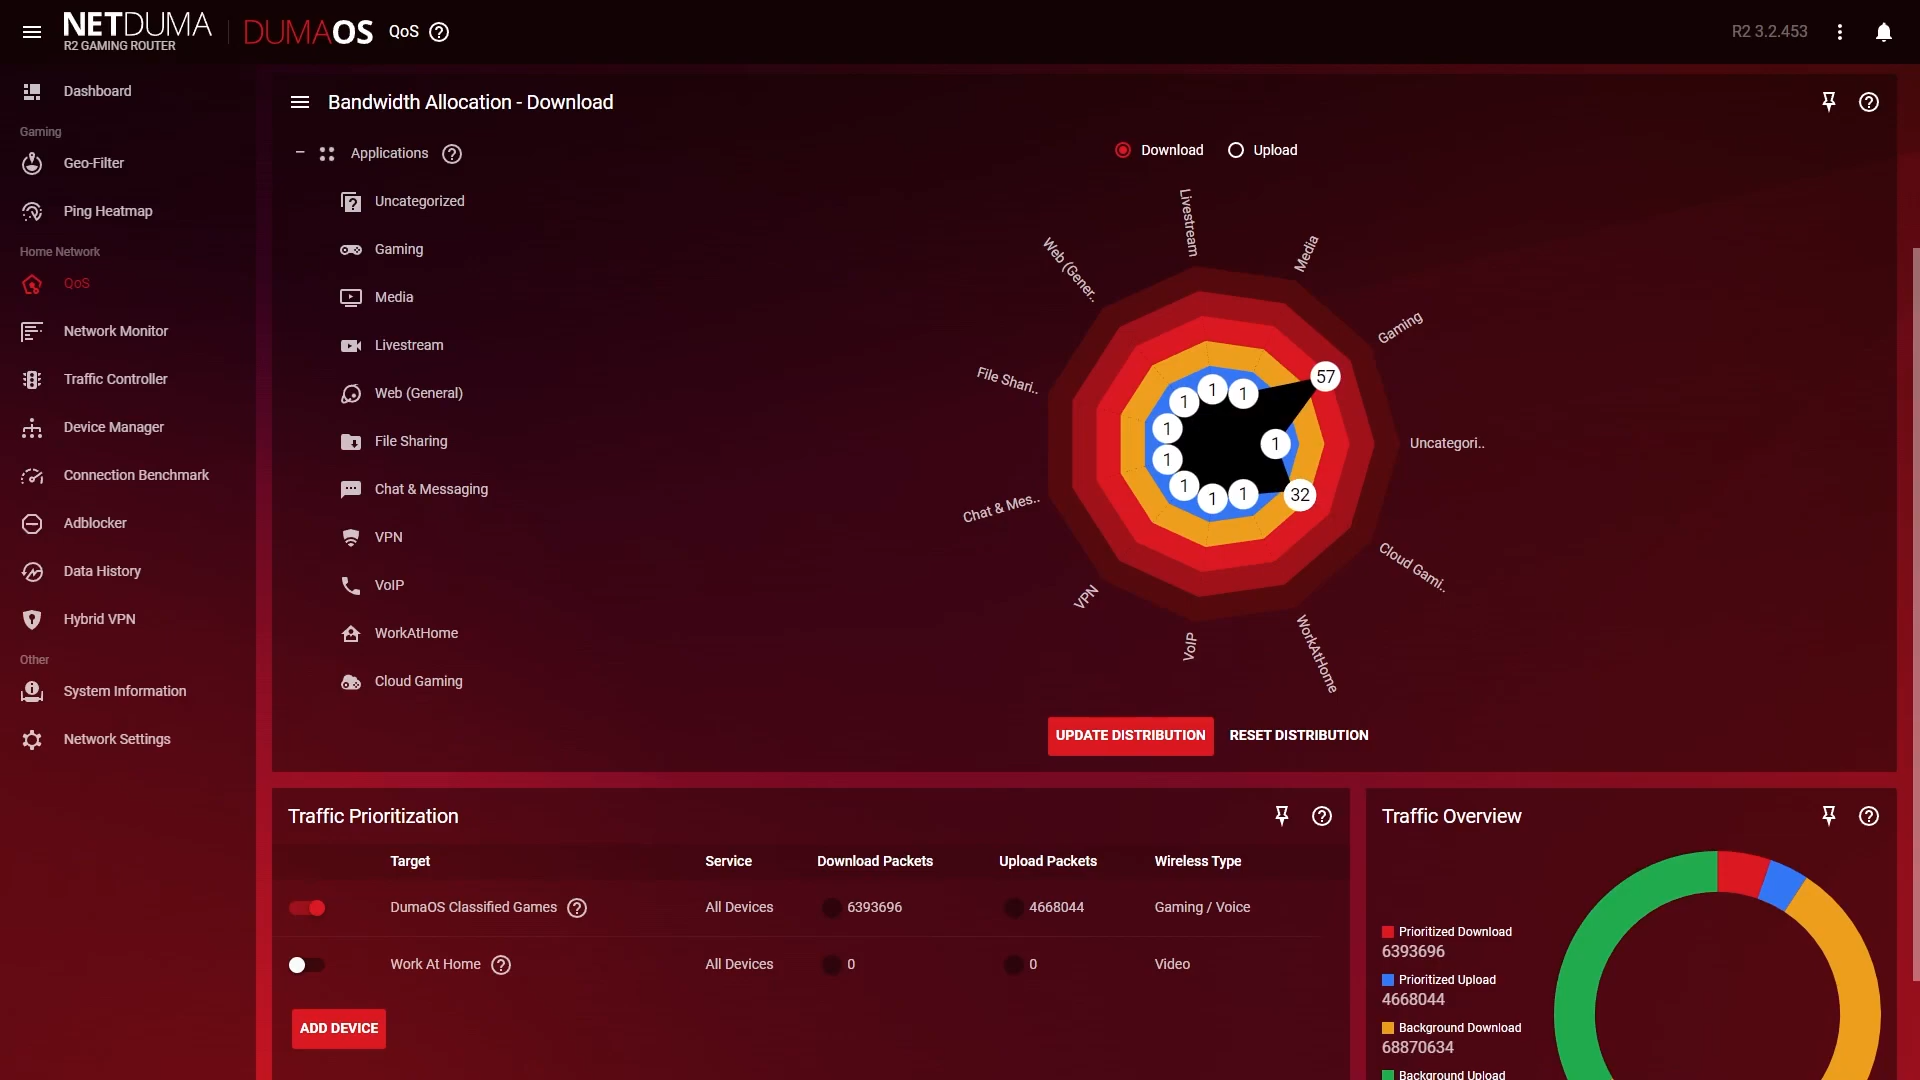 NETDUMA
R2 GAMING ROUTER
DUMAOS
QoS
R2 3.2.453
Dashboard
Gaming
Geo-Filter
Ping Heatmap
Home Network
QoS
Network Monitor
Traffic Controller
Device Manager
Connection Benchmark
Adblocker
Data History
Hybrid VPN
Other
System Information
Network Settings
Bandwidth Allocation - Download
Applications
Uncategorized
Gaming
Media
Livestream
Web (General)
File Sharing
Chat & Messaging
VPN
VoIP
WorkAtHome
Cloud Gaming
Download
Upload
Livestream
Media
Web (Gener..
Gaming
File Shari..
Uncategori..
Chat & Mes..
Cloud Gami..
VPN
VoIP
WorkAtHome
57
1
1
1
1
1
1
1
1
1
1
32
UPDATE DISTRIBUTION
RESET DISTRIBUTION
Traffic Prioritization
Target Service Download Packets Upload Packets Wireless Type
DumaOS Classified Games All Devices 6393696 4668044 Gaming / Voice
Work At Home All Devices 0 0 Video
ADD DEVICE
Traffic Overview
Prioritized Download
6393696
Prioritized Upload
4668044
Background Download
68870634
Background Upload